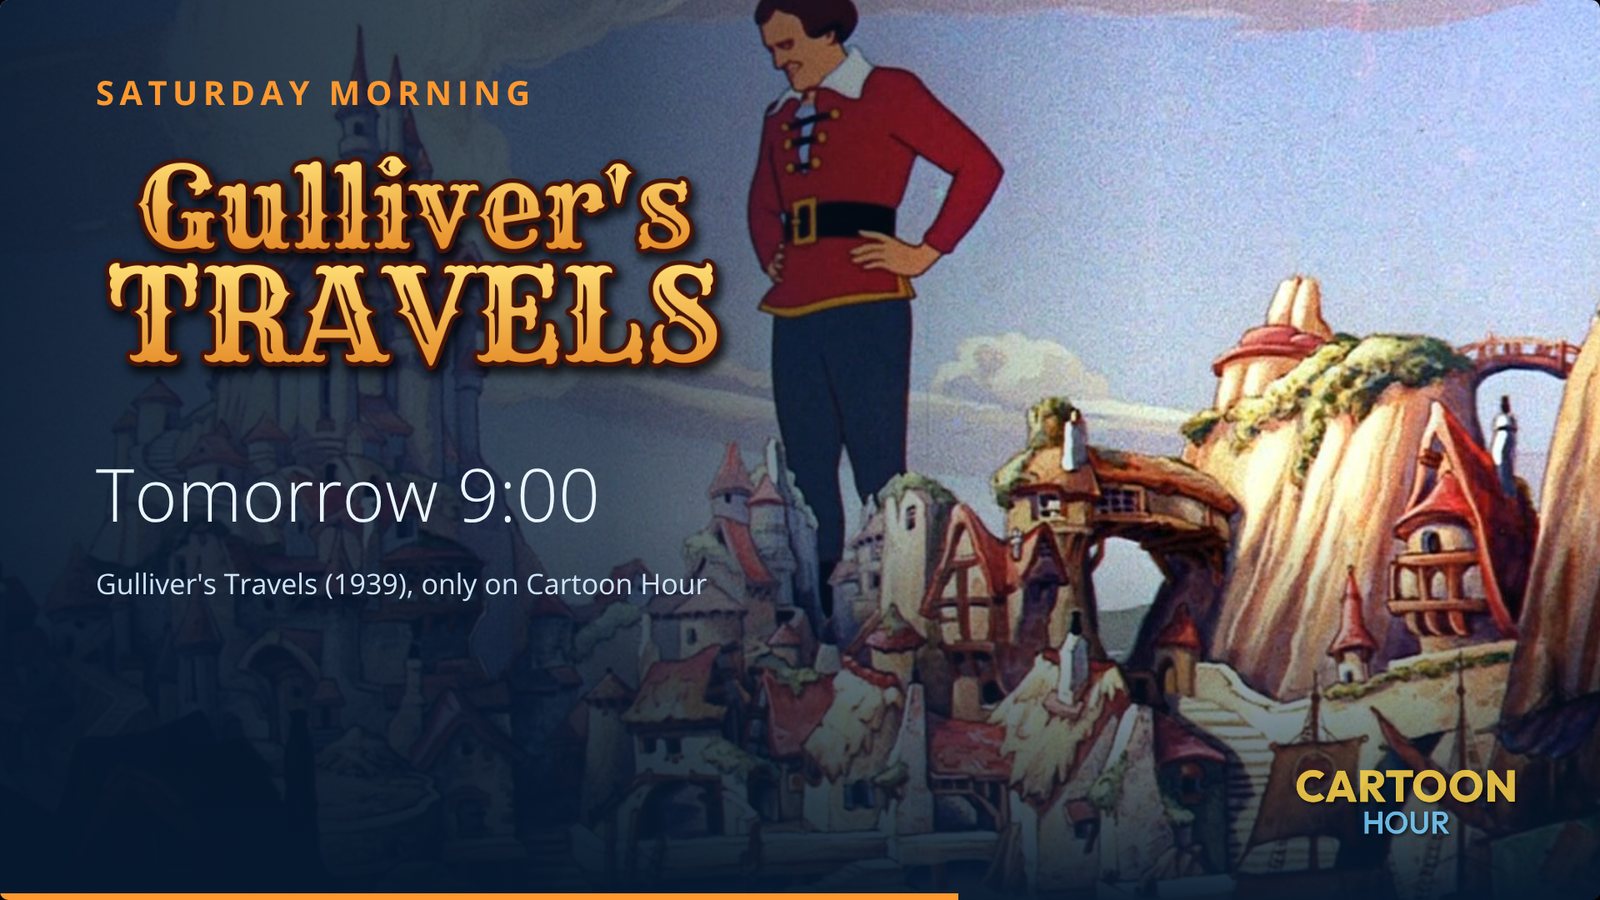 SATURDAY MORNING
Gulliver's
TRAVELS
Tomorrow 9:00
Gulliver's Travels (1939), only on Cartoon Hour
CARTOON
HOUR